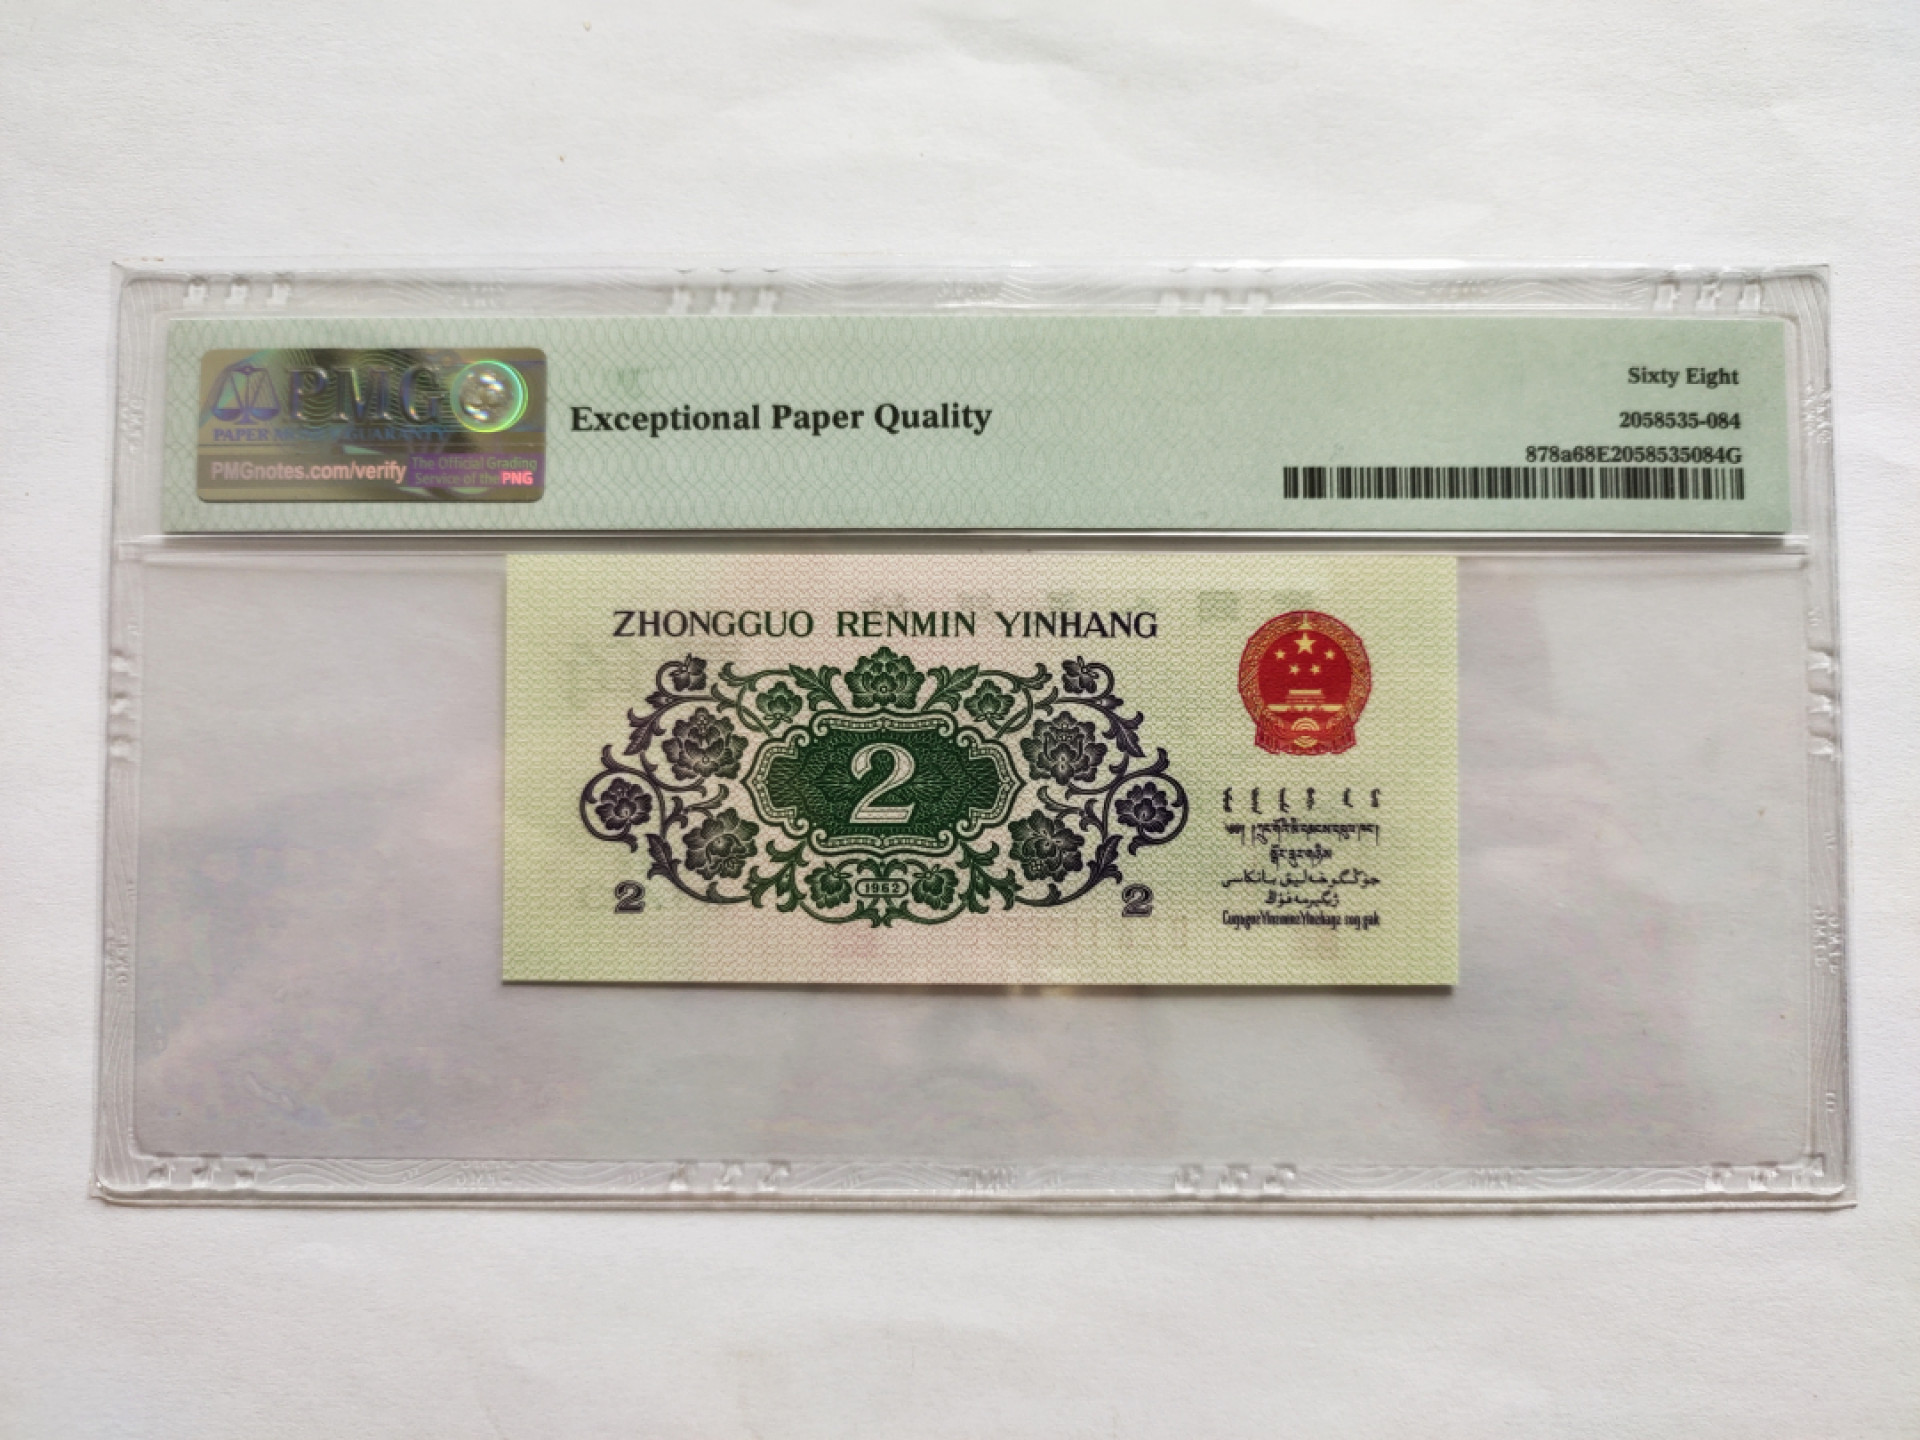 PMG
PAPER MONEY GUARANTY
PMGnotes.com/verify
The Official Grading
Service of the PNG
Exceptional Paper Quality
Sixty Eight
2058535-084
878a68E2058535084G
ZHONGGUO RENMIN YINHANG
2
1962
2 2